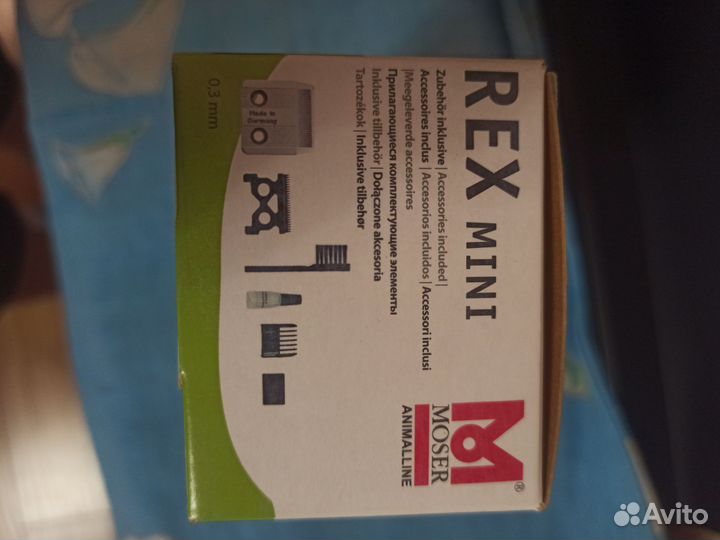 REX MINI
Zubehör inklusive | Accessories included |
Accessoires inclus | Accesorios incluidos | Accessori inclusi
| Meegeleverde accessoires
Прилагающиеся комплектующие элементы
Inklusive tillbehör | Dołączone akcesoria
Tartozékok | Inklusive tilbehør
Made in
Germany
0,3 mm
MOSER
ANIMALLINE
®
Avito